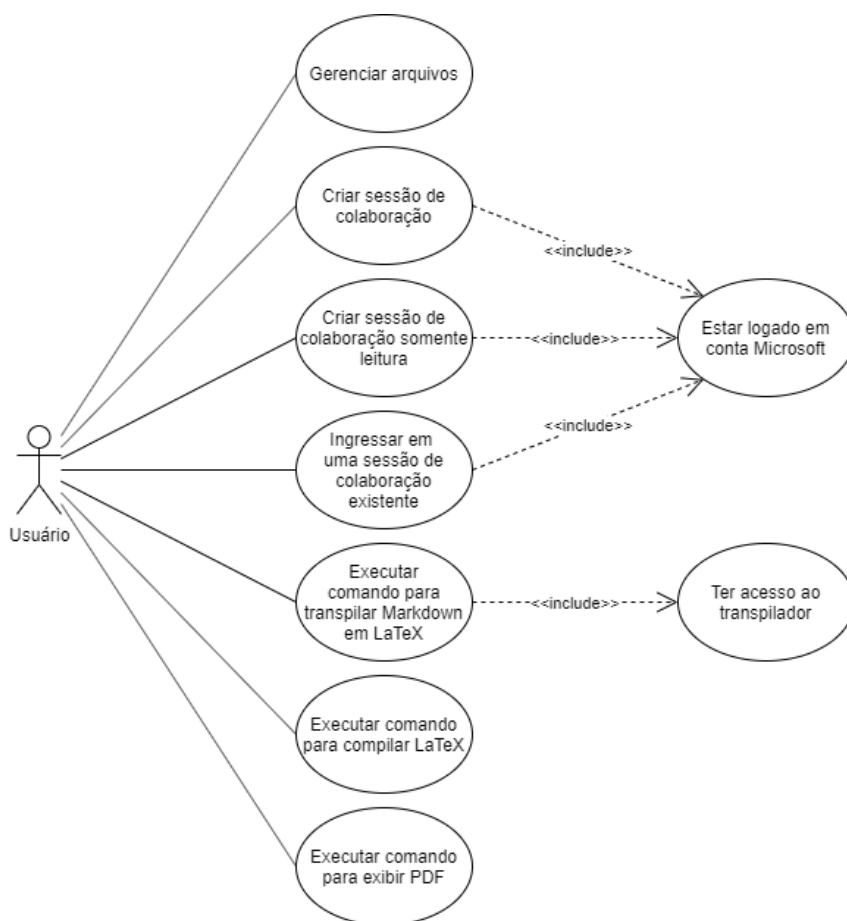 Gerenciar arquivos
Criar sessão de
colaboração
<<include>>
Criar sessão de
colaboração somente
leitura
<<include>>
Estar logado em
conta Microsoft
Ingressar em
uma sessão de
colaboração
existente
<<include>>
Usuário
Executar
comando para
transpilar Markdown
em LaTeX
<<include>>
Ter acesso ao
transpilador
Executar comando
para compilar LaTeX
Executar comando
para exibir PDF